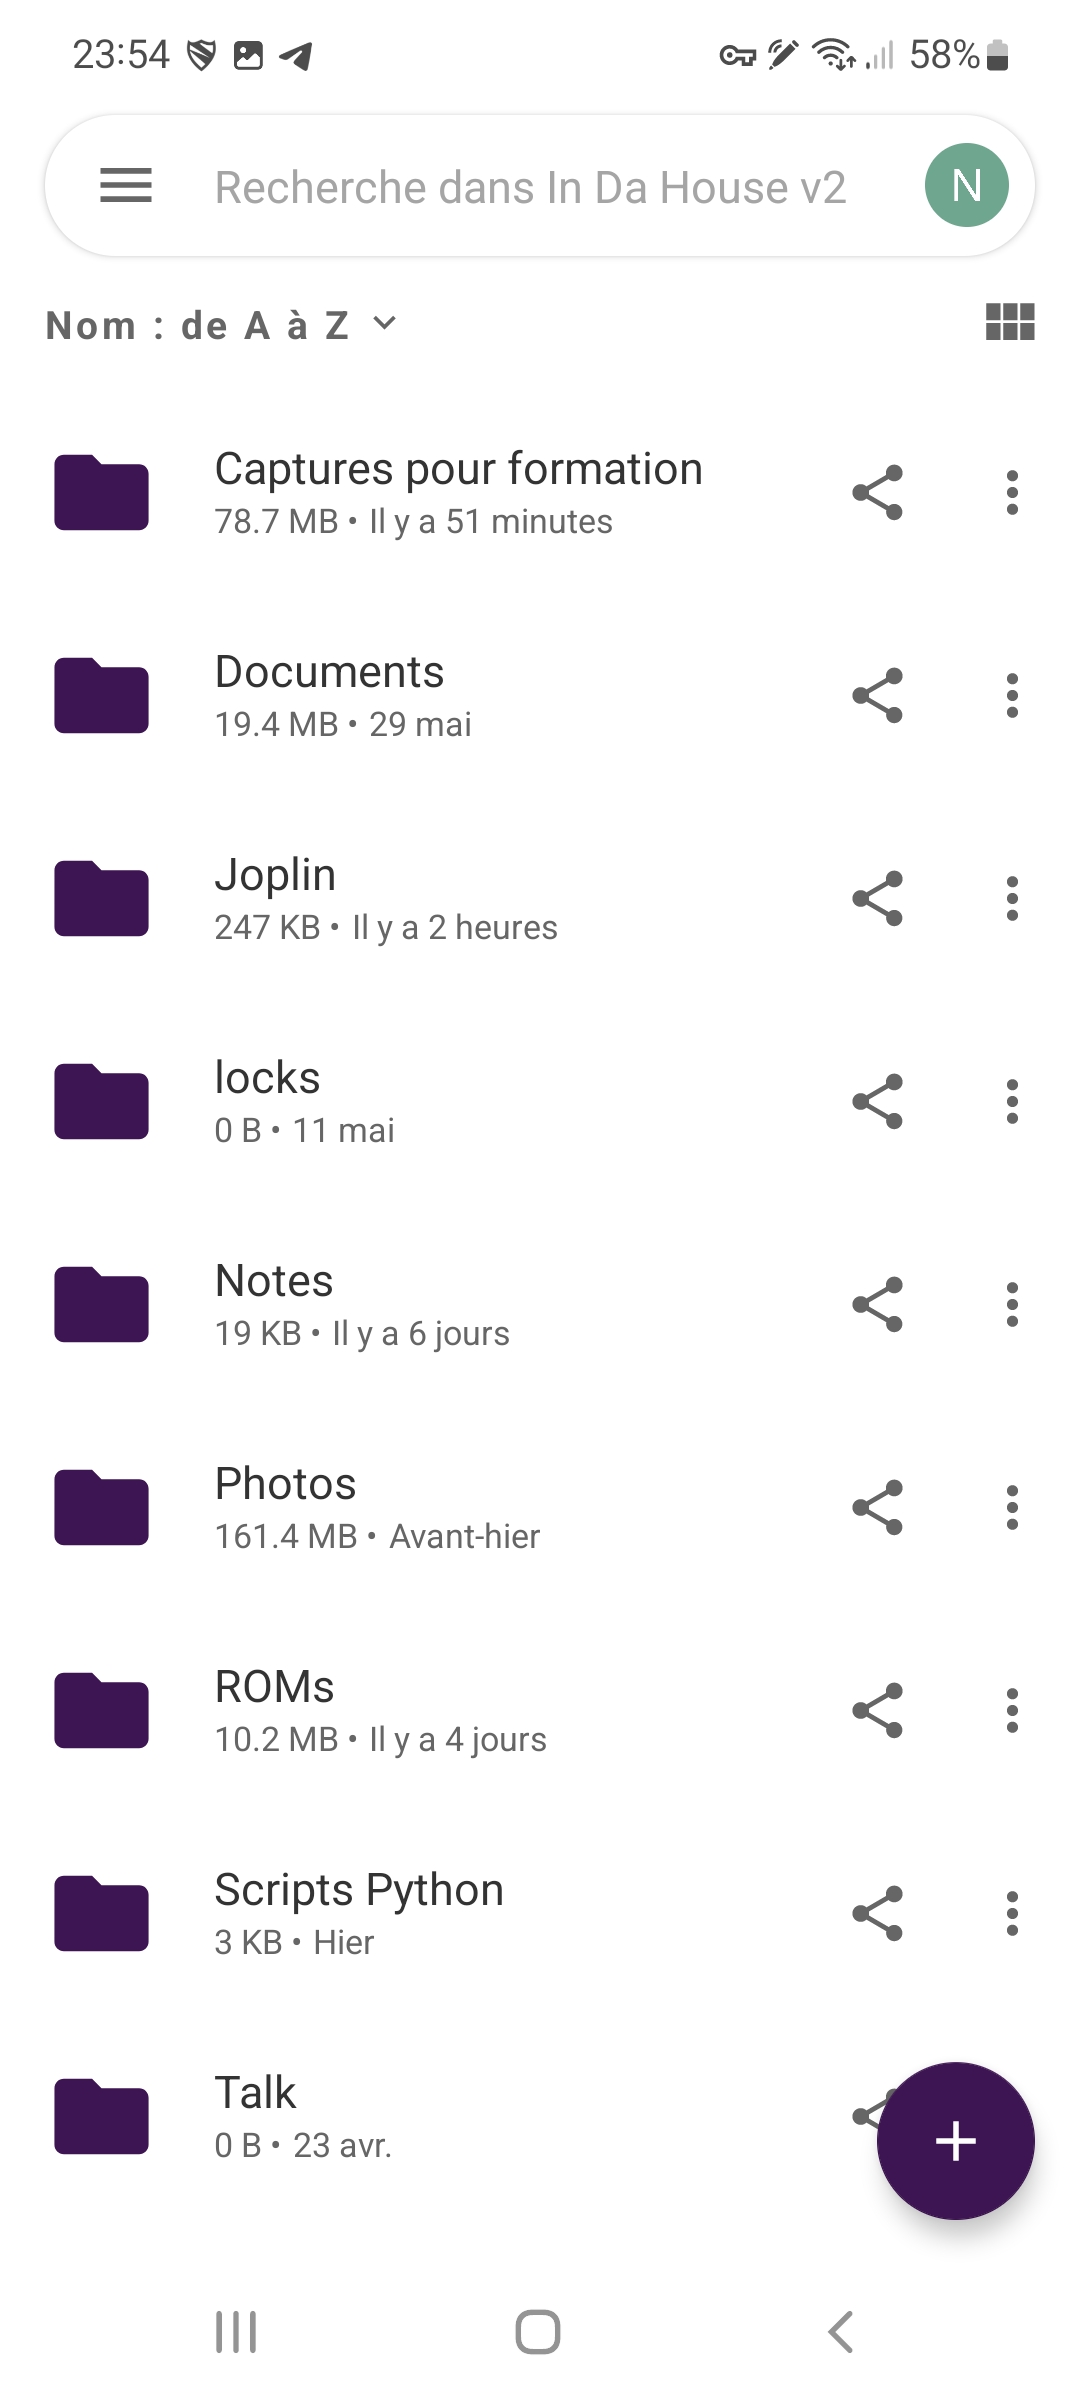 23:54 58%
Recherche dans In Da House v2 N
Nom : de A à Z
Captures pour formation
78.7 MB • Il y a 51 minutes
Documents
19.4 MB • 29 mai
Joplin
247 KB • Il y a 2 heures
locks
0 B • 11 mai
Notes
19 KB • Il y a 6 jours
Photos
161.4 MB • Avant-hier
ROMs
10.2 MB • Il y a 4 jours
Scripts Python
3 KB • Hier
Talk
0 B • 23 avr.